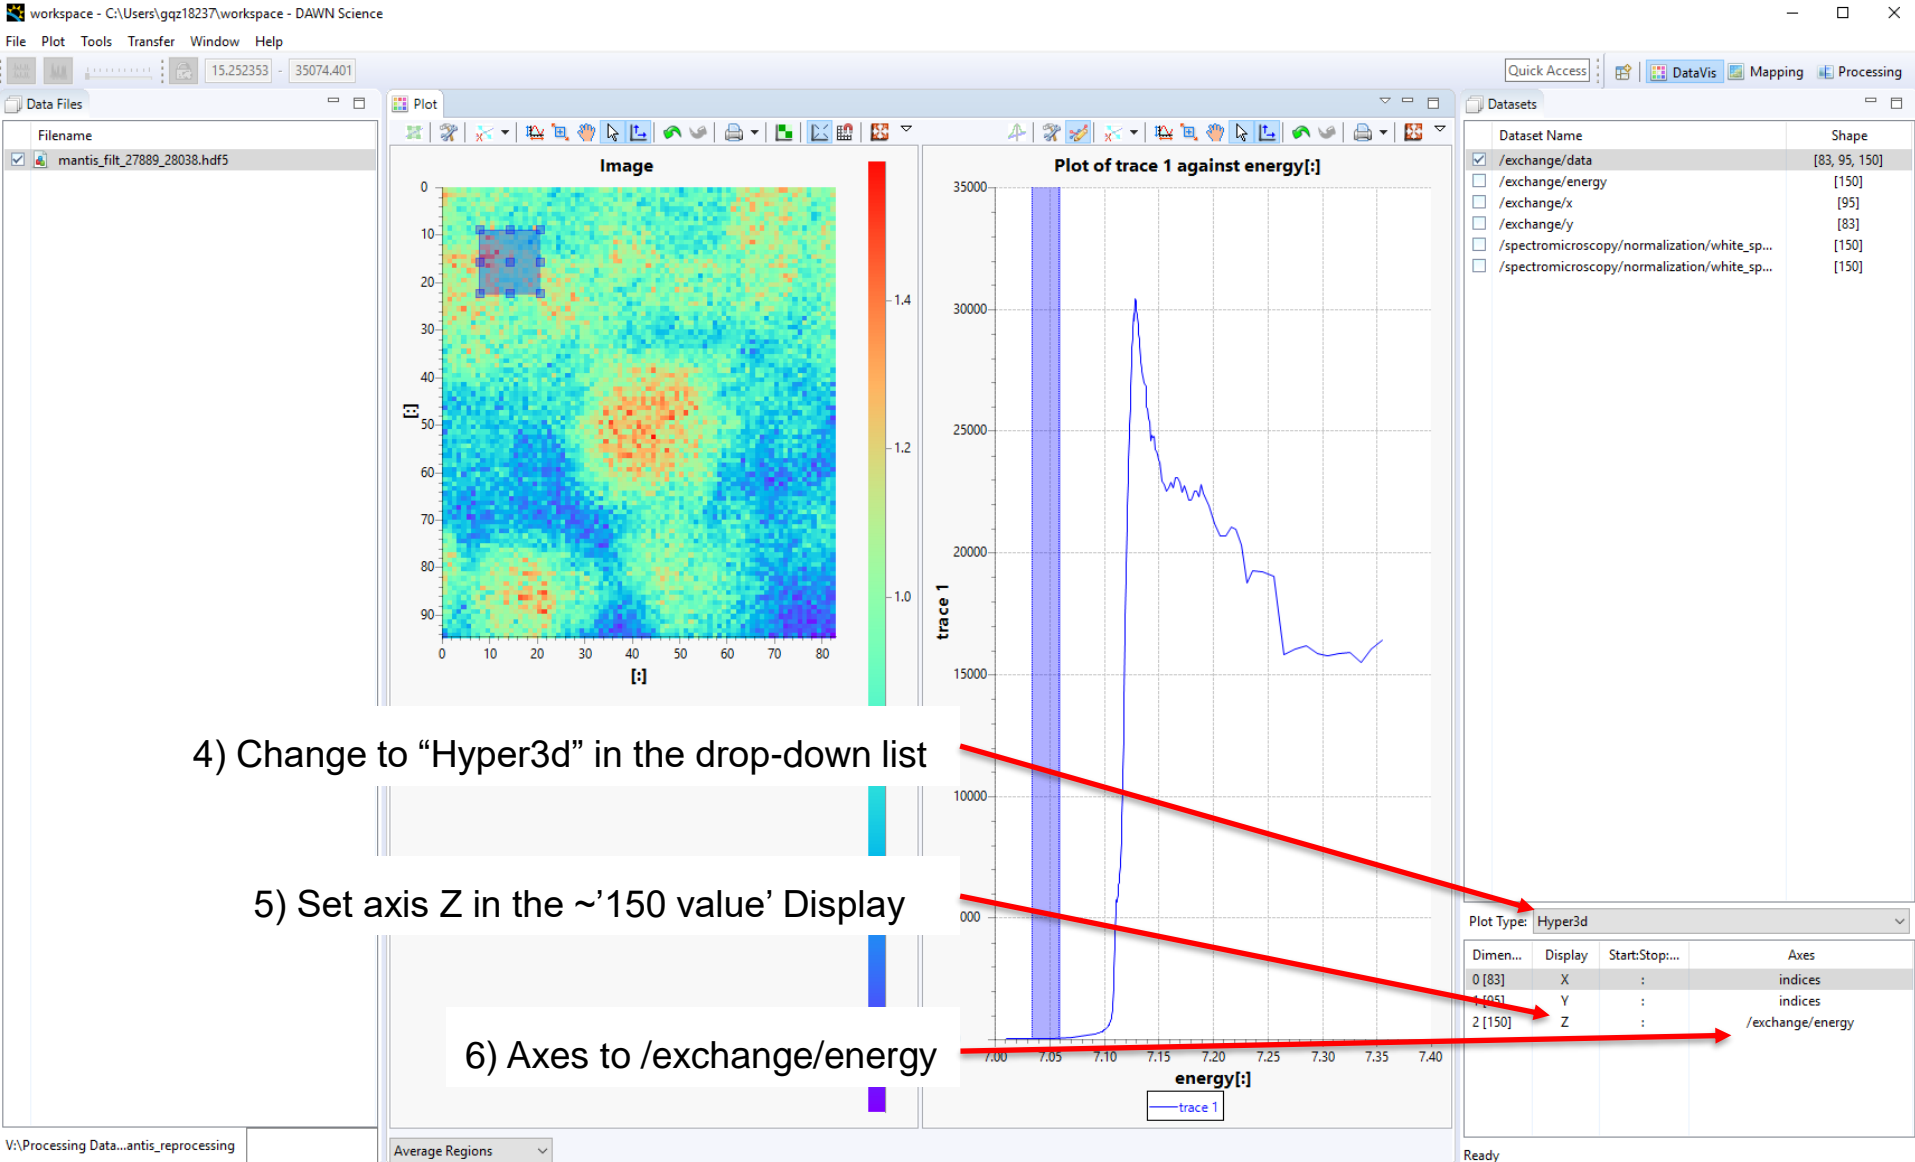 workspace - C:\Users\gqz18237\workspace - DAWN Science
File Plot Tools Transfer Window Help
15.252353 - 35074.401
Quick Access
DataVis Mapping Processing
Data Files
Filename
mantis_filt_27889_28038.hdf5
Plot
Image
0
10
20
30
40
50
60
70
80
90
[:]
0 10 20 30 40 50 60 70 80
[:]
1.4
1.2
1.0
Plot of trace 1 against energy[:]
35000
30000
25000
20000
15000
10000
000
trace 1
7.00 7.05 7.10 7.15 7.20 7.25 7.30 7.35 7.40
energy[:]
trace 1
4) Change to “Hyper3d” in the drop-down list
5) Set axis Z in the ~’150 value’ Display
6) Axes to /exchange/energy
Datasets
Dataset Name Shape
/exchange/data [83, 95, 150]
/exchange/energy [150]
/exchange/x [95]
/exchange/y [83]
/spectromicroscopy/normalization/white_sp... [150]
/spectromicroscopy/normalization/white_sp... [150]
Plot Type: Hyper3d
Dimen... Display Start:Stop:... Axes
0 [83] X : indices
1 [95] Y : indices
2 [150] Z : /exchange/energy
V:\Processing Data...antis_reprocessing
Average Regions
Ready